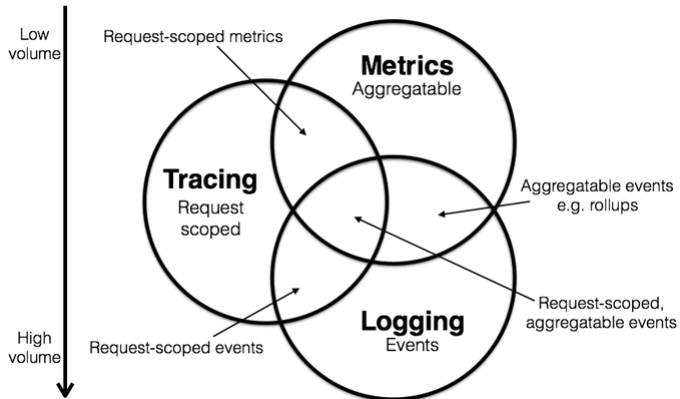 Low
volume
Request-scoped metrics
Metrics
Aggregatable
Tracing
Request
scoped
Aggregatable events
e.g. rollups
Request-scoped,
aggregatable events
Logging
Events
High
volume
Request-scoped events